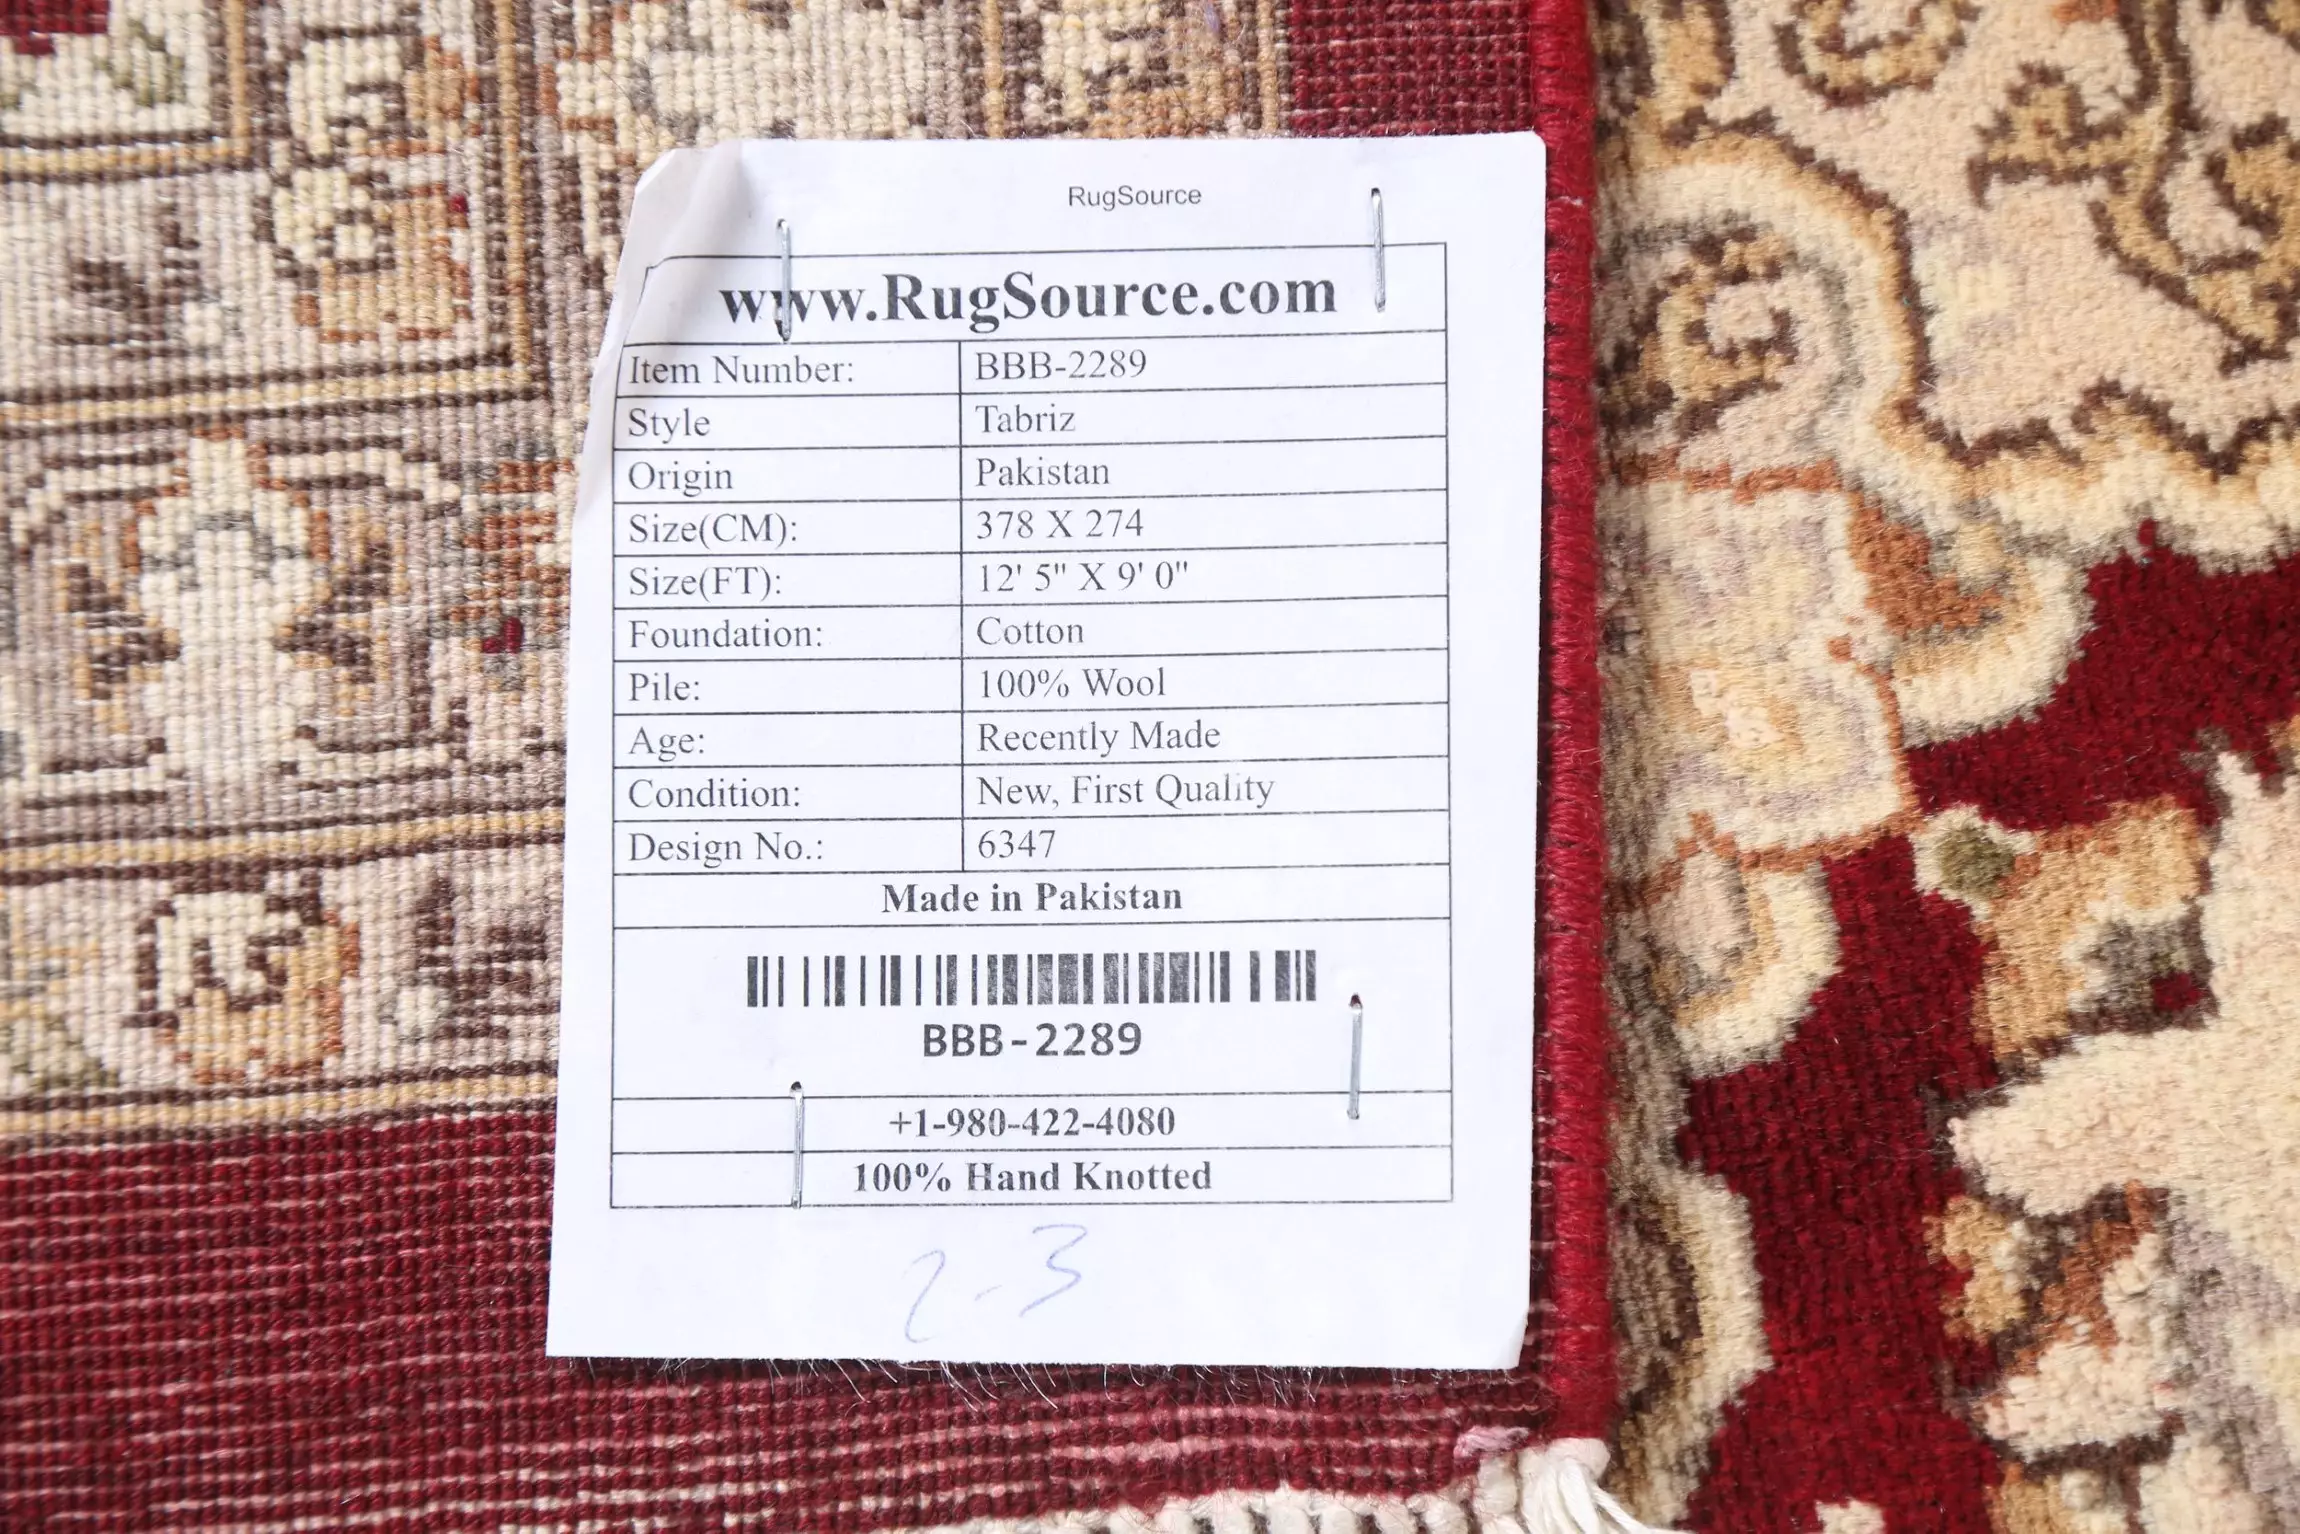 RugSource
www.RugSource.com
Item Number: BBB-2289
Style Tabriz
Origin Pakistan
Size(CM): 378 X 274
Size(FT): 12' 5" X 9' 0"
Foundation: Cotton
Pile: 100% Wool
Age: Recently Made
Condition: New, First Quality
Design No.: 6347
Made in Pakistan
BBB-2289
+1-980-422-4080
100% Hand Knotted